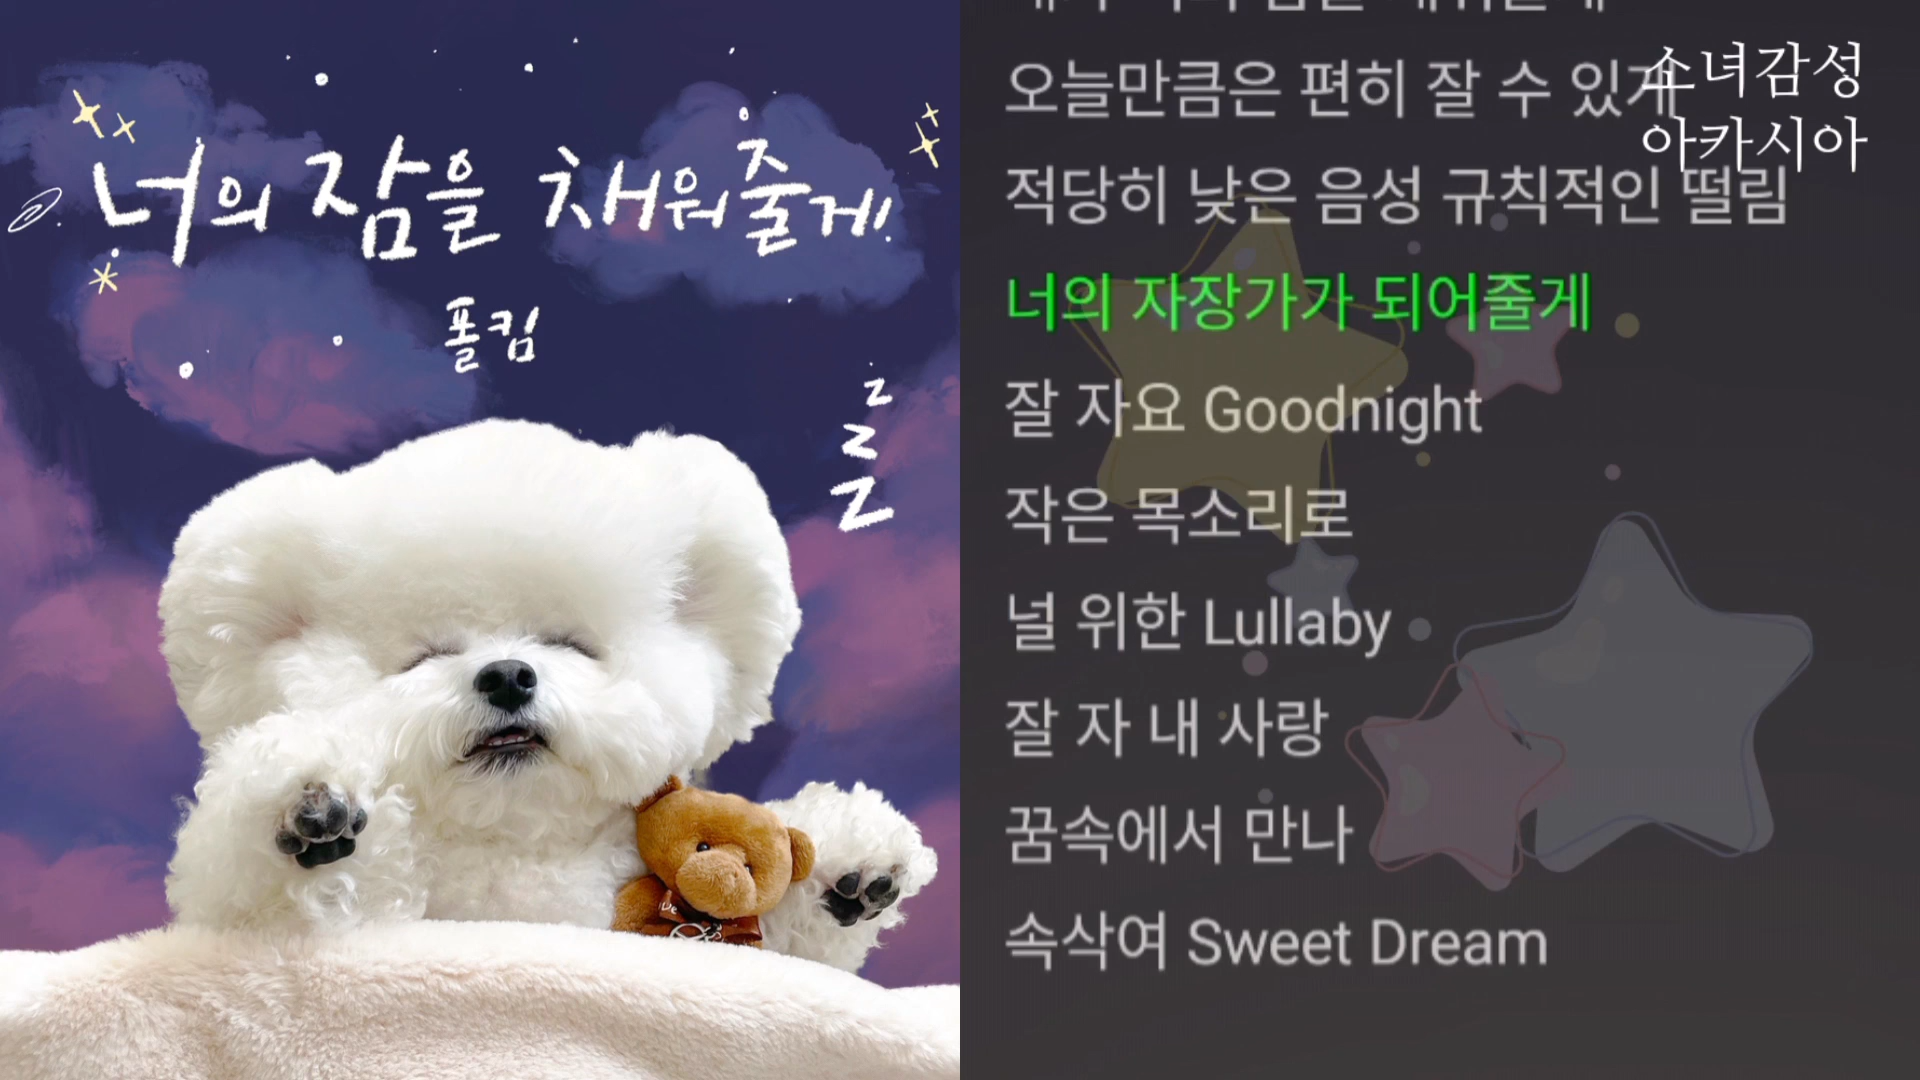 너의 잠을 채워줄게!
폴킴
z
z
z
오늘만큼은 편히 잘 수 있게
적당히 낮은 음성 규칙적인 떨림
너의 자장가가 되어줄게
잘 자요 Goodnight
작은 목소리로
널 위한 Lullaby
잘 자 내 사랑
꿈속에서 만나
속삭여 Sweet Dream
소녀감성
아카시아